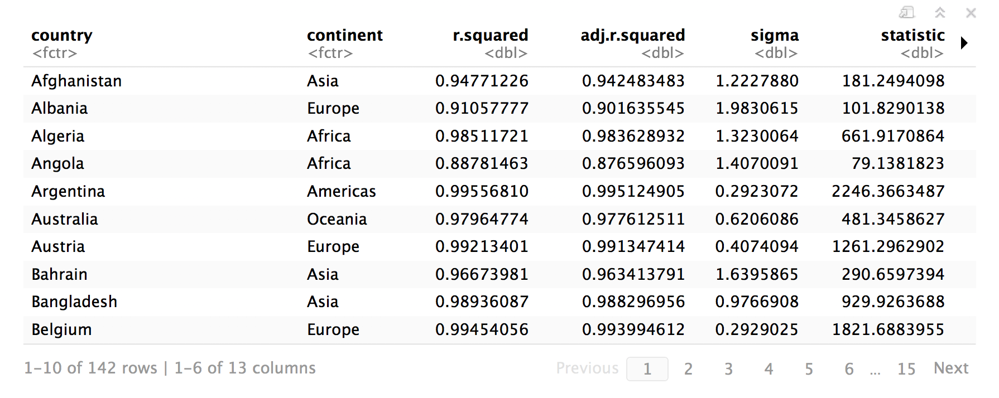 country continent r.squared adj.r.squared sigma statistic
<fctr> <fctr> <dbl> <dbl> <dbl> <dbl>
Afghanistan Asia 0.94771226 0.942483483 1.2227880 181.2494098
Albania Europe 0.91057777 0.901635545 1.9830615 101.8290138
Algeria Africa 0.98511721 0.983628932 1.3230064 661.9170864
Angola Africa 0.88781463 0.876596093 1.4070091 79.1381823
Argentina Americas 0.99556810 0.995124905 0.2923072 2246.3663487
Australia Oceania 0.97964774 0.977612511 0.6206086 481.3458627
Austria Europe 0.99213401 0.991347414 0.4074094 1261.2962902
Bahrain Asia 0.96673981 0.963413791 1.6395865 290.6597394
Bangladesh Asia 0.98936087 0.988296956 0.9766908 929.9263688
Belgium Europe 0.99454056 0.993994612 0.2929025 1821.6883955
1-10 of 142 rows | 1-6 of 13 columns Previous 1 2 3 4 5 6 ... 15 Next